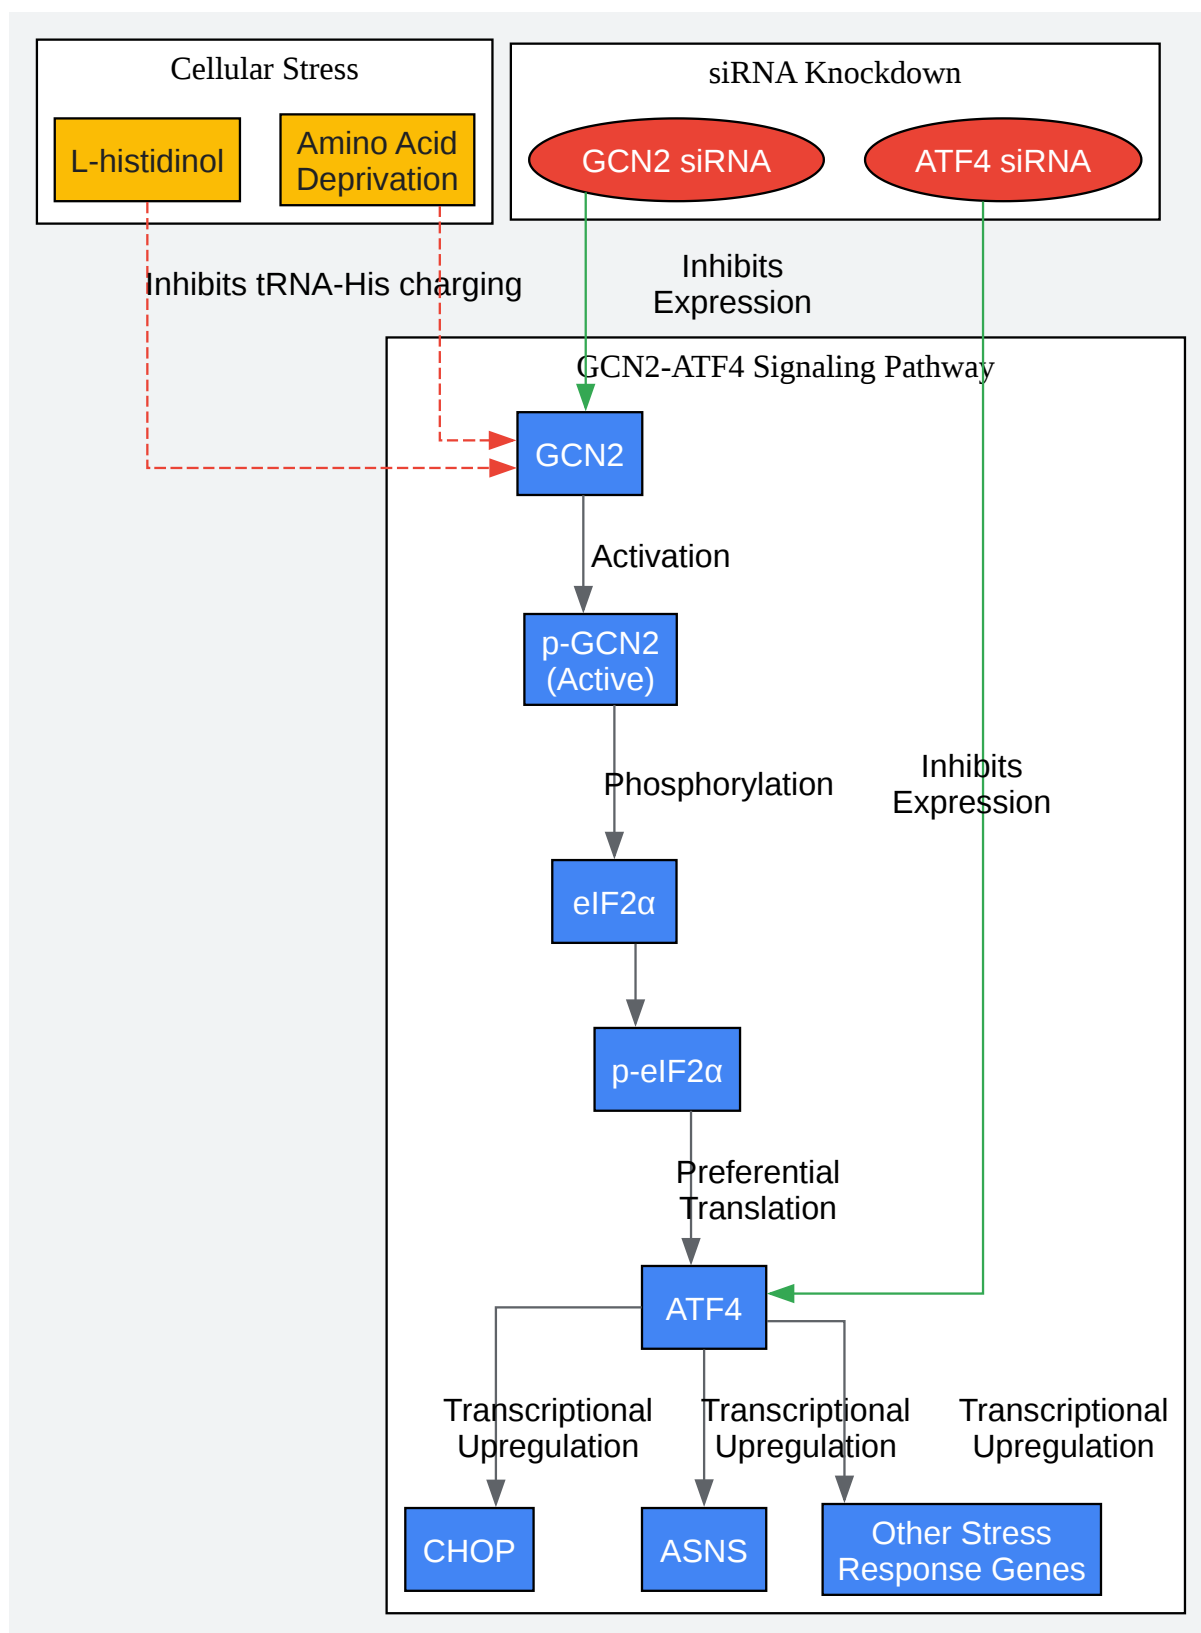 Cellular Stress
L-histidinol
Amino Acid
Deprivation
siRNA Knockdown
GCN2 siRNA
ATF4 siRNA
Inhibits tRNA-His charging
Inhibits
Expression
GCN2-ATF4 Signaling Pathway
GCN2
Activation
p-GCN2
(Active)
Phosphorylation
Inhibits
Expression
eIF2α
p-eIF2α
Preferential
Translation
ATF4
Transcriptional
Upregulation
Transcriptional
Upregulation
Transcriptional
Upregulation
CHOP
ASNS
Other Stress
Response Genes